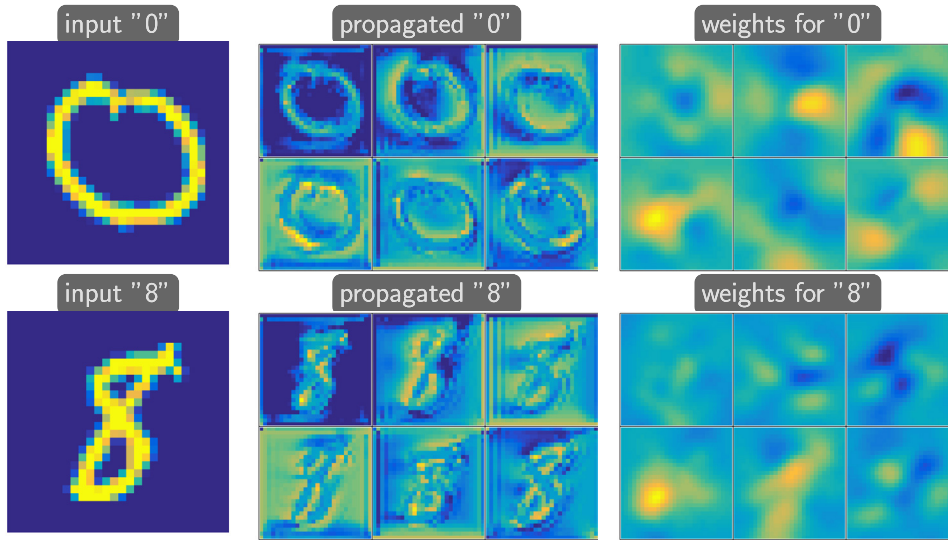 input "0"
propagated "0"
weights for "0"
input "8"
propagated "8"
weights for "8"